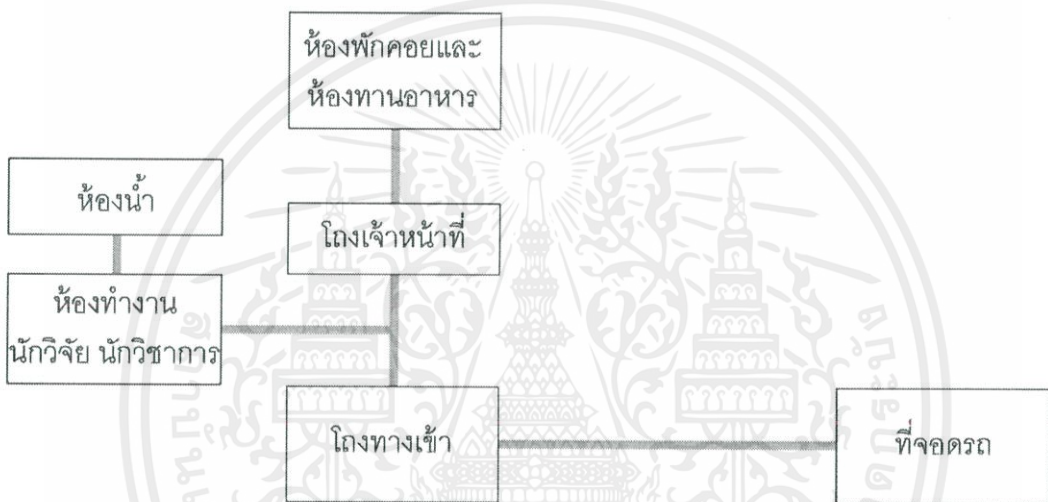 ห้องพักคอยและ
ห้องทานอาหาร
ห้องน้ำ
โถงเจ้าหน้าที่
ห้องทำงาน
นักวิจัย นักวิชาการ
โถงทางเข้า
ที่จอดรถ